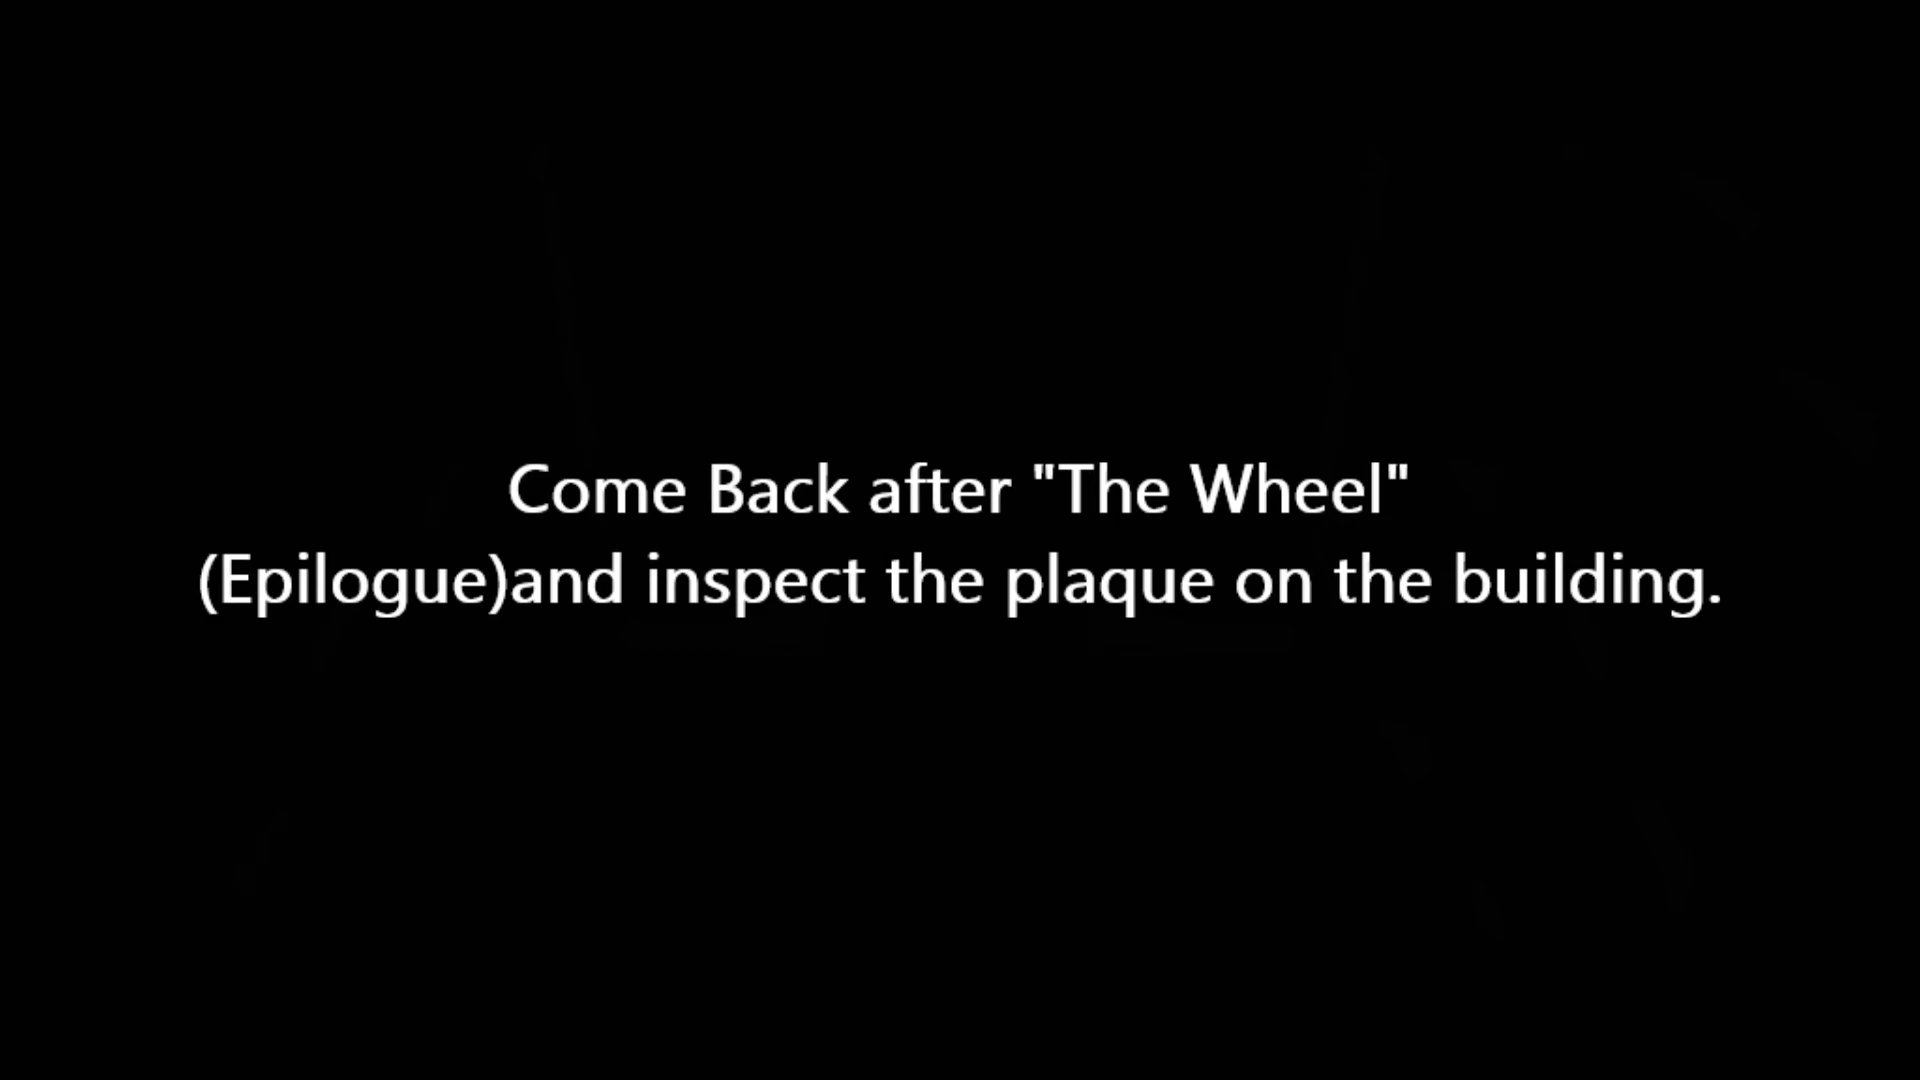 Come Back after "The Wheel"
(Epilogue)and inspect the plaque on the building.